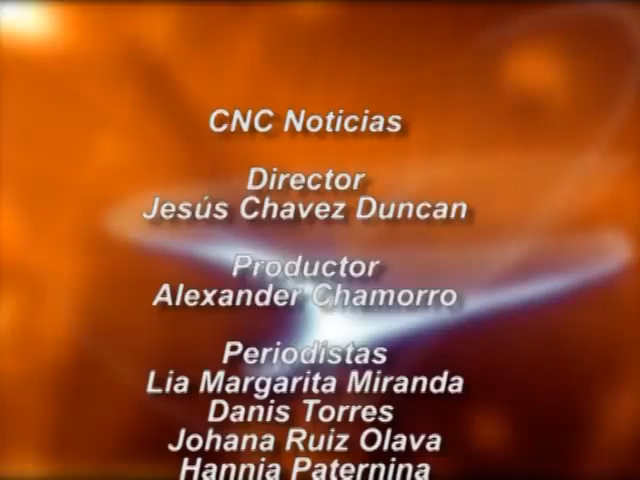 CNC Noticias
Director
Jesús Chavez Duncan
Productor
Alexander Chamorro
Periodistas
Lia Margarita Miranda
Danis Torres
Johana Ruiz Olava
Hannia Paternina